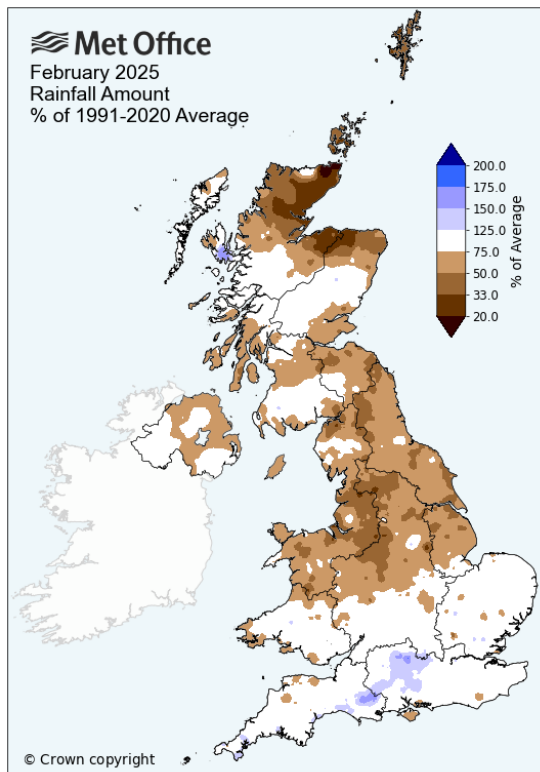 Met Office
February 2025
Rainfall Amount
% of 1991-2020 Average
200.0
175.0
150.0
125.0
75.0
50.0
33.0
20.0
% of Average
© Crown copyright